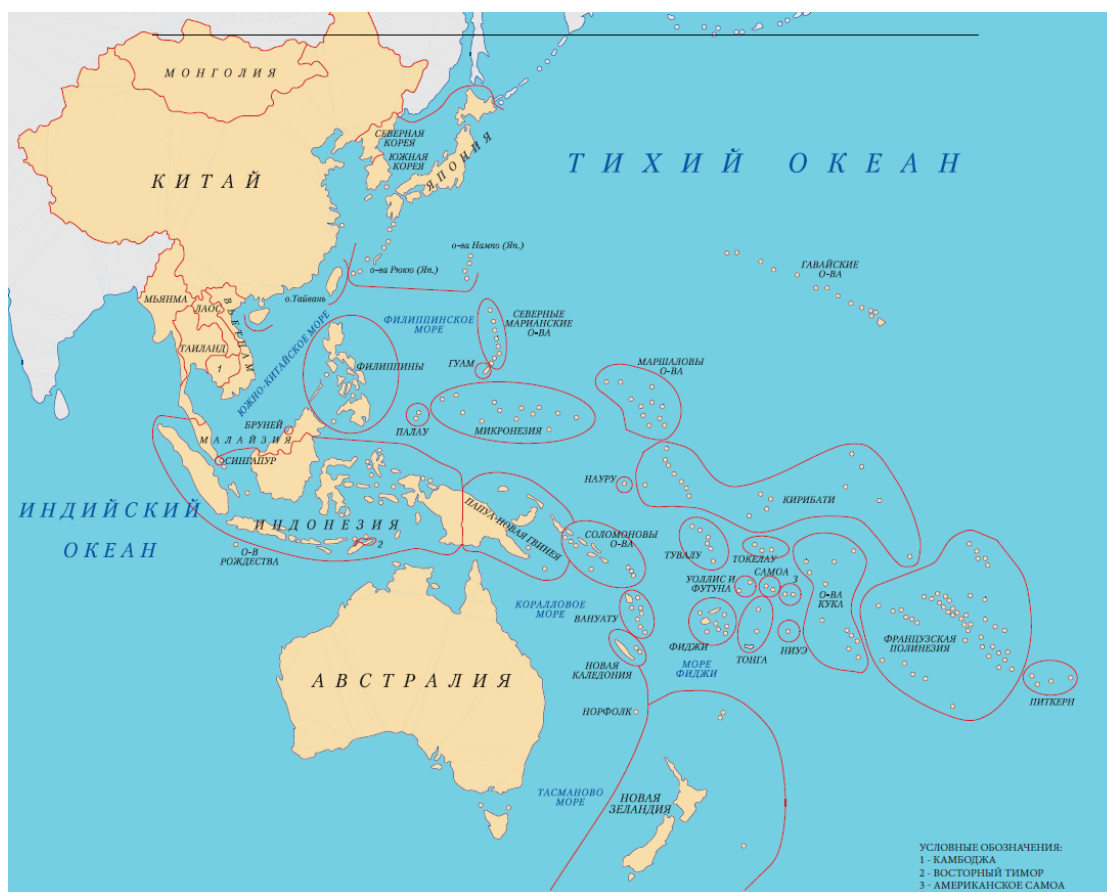 МОНГОЛИЯ
СЕВЕРНАЯ
КОРЕЯ
ЮЖНАЯ
КОРЕЯ
ЯПОНИЯ
КИТАЙ
ТИХИЙ ОКЕАН
о-ва Нампо (Яп.)
о-ва Рююю (Яп.)
ГАВАЙСКИЕ
О-ВА
о.Тайвань
МЬЯНМА
ЛАОС
ВЬЕТНАМ
ТАИЛАНД
1
ЮЖНО-КИТАЙСКОЕ МОРЕ
ФИЛИППИНСКОЕ
МОРЕ
СЕВЕРНЫЕ
МАРИАНСКИЕ
О-ВА
ФИЛИППИНЫ
ГУАМ
МАРШАЛОВЫ
О-ВА
БРУНЕЙ
МАЛАЙЗИЯ
СИНГАПУР
ПАЛАУ
МИКРОНЕЗИЯ
НАУРУ
КИРИБАТИ
ИНДИЙСКИЙ
ОКЕАН
ИНДОНЕЗИЯ
2
О-В
РОЖДЕСТВА
ПАПУА-НОВАЯ ГВИНЕЯ
СОЛОМОНОВЫ
О-ВА
ТУВАЛУ
ТОКЕЛАУ
САМОА
3
УОЛЛИС И
ФУТУНА
О-ВА
КУКА
КОРАЛЛОВОЕ
МОРЕ
ВАНУАТУ
ФИДЖИ
ТОНГА
НИУЭ
ФРАНЦУЗСКАЯ
ПОЛИНЕЗИЯ
НОВАЯ
КАЛЕДОНИЯ
МОРЕ
ФИДЖИ
ПИТКЕРН
АВСТРАЛИЯ
НОРФОЛК
ТАСМАНОВО
МОРЕ
НОВАЯ
ЗЕЛАНДИЯ
УСЛОВНЫЕ ОБОЗНАЧЕНИЯ:
1 - КАМБОДЖА
2 - ВОСТОРНЫЙ ТИМОР
3 - АМЕРИКАНСКОЕ САМОА